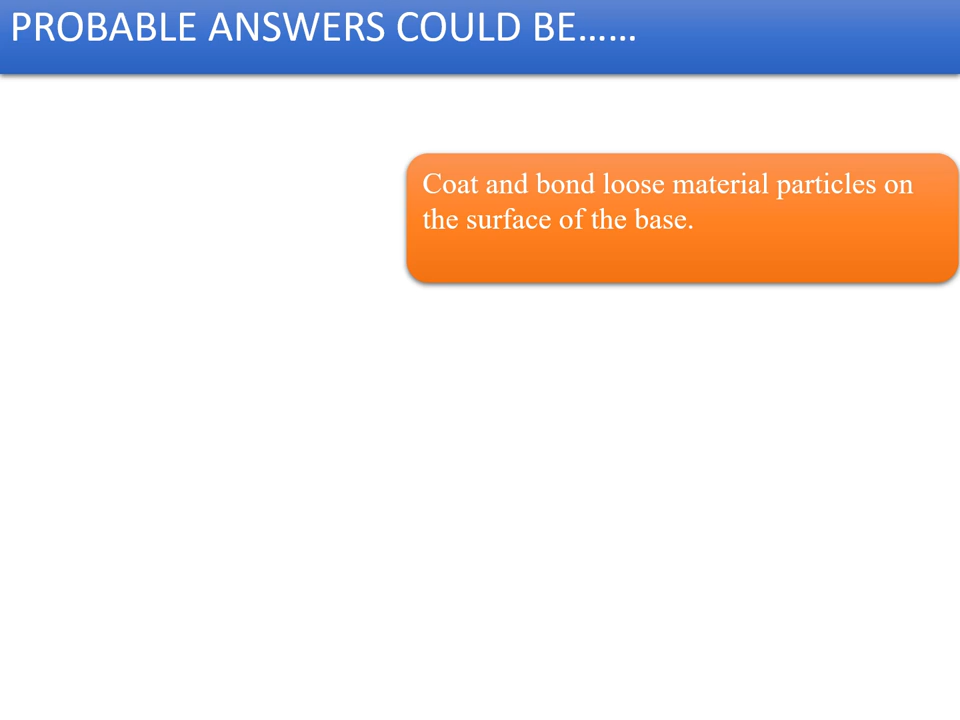 PROBABLE ANSWERS COULD BE……
Coat and bond loose material particles on
the surface of the base.